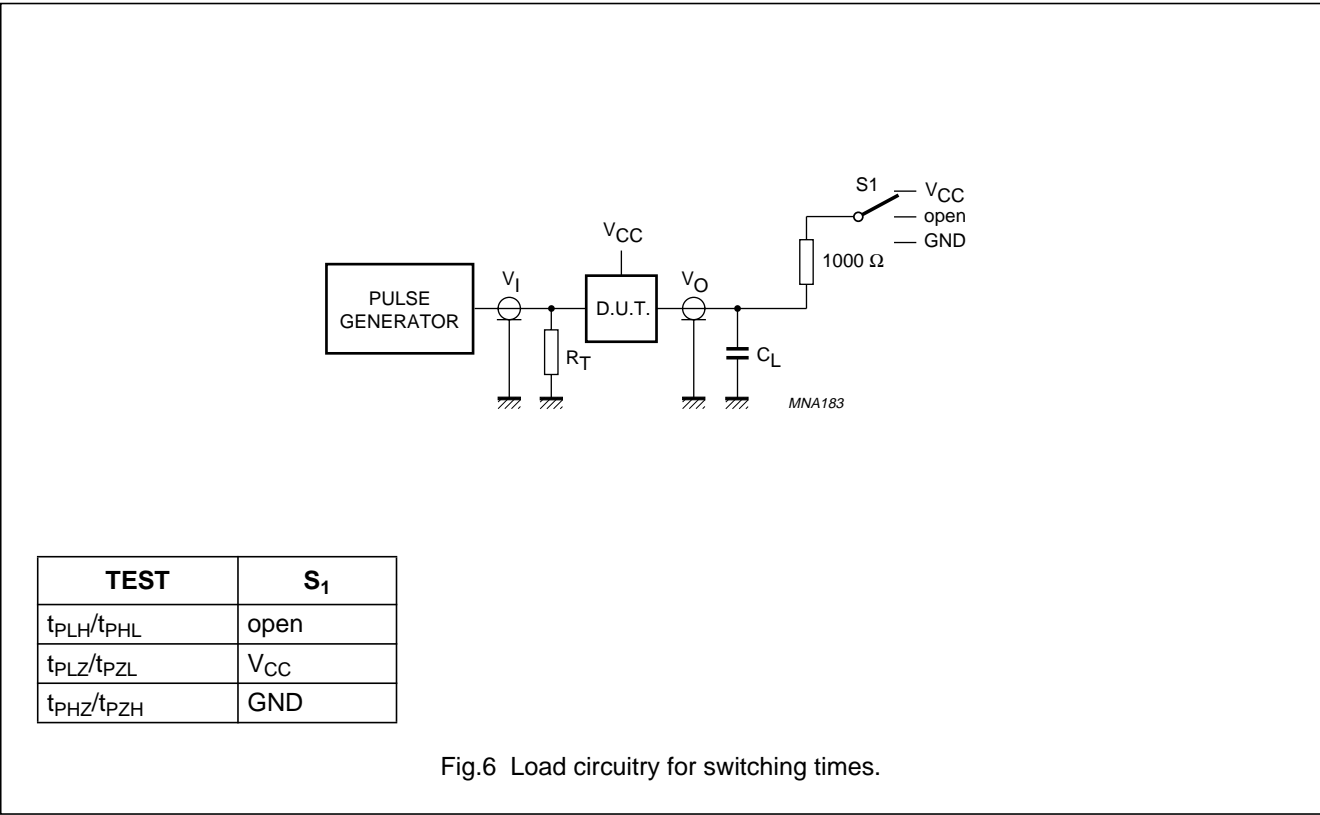 S1
VCC
open
GND
1000 Ω
VCC
VI
VO
PULSE
GENERATOR
D.U.T.
RT
CL
MNA183
TEST S1
tPLH/tPHL open
tPLZ/tPZL VCC
tPHZ/tPZH GND
Fig.6 Load circuitry for switching times.